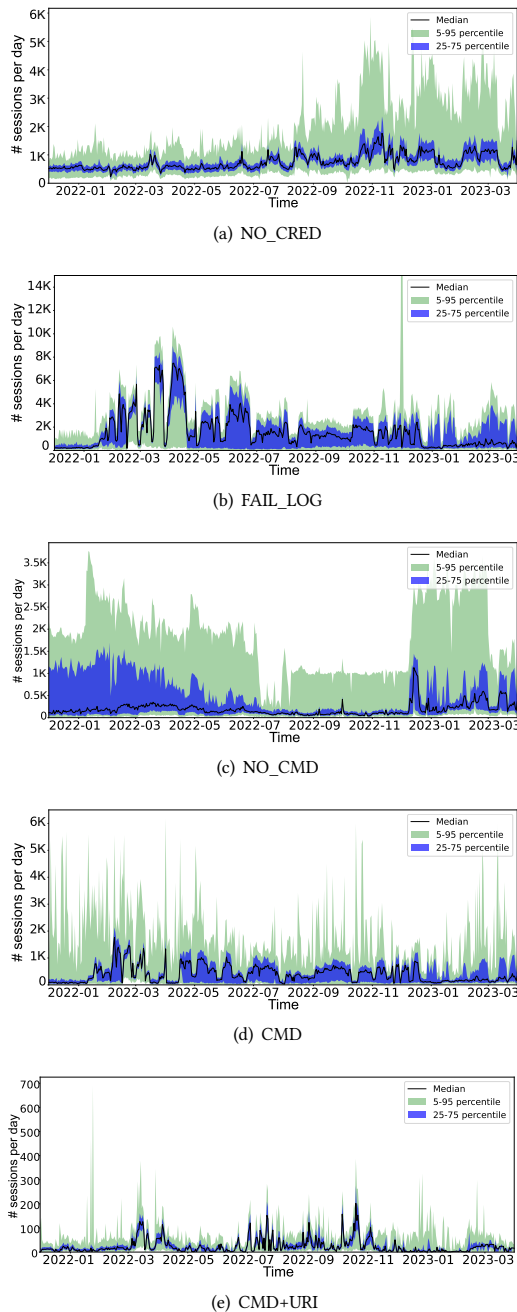 6K
5K
4K
3K
2K
1K
0
# sessions per day
Median
5-95 percentile
25-75 percentile
2022-01 2022-03 2022-05 2022-07 2022-09 2022-11 2023-01 2023-03
Time
(a) NO_CRED
14K
12K
10K
8K
6K
4K
2K
0
# sessions per day
Median
5-95 percentile
25-75 percentile
2022-01 2022-03 2022-05 2022-07 2022-09 2022-11 2023-01 2023-03
Time
(b) FAIL_LOG
3.5K
3K
2.5K
2K
1.5K
1K
0.5K
0
# sessions per day
Median
5-95 percentile
25-75 percentile
2022-01 2022-03 2022-05 2022-07 2022-09 2022-11 2023-01 2023-03
Time
(c) NO_CMD
6K
5K
4K
3K
2K
1K
0
# sessions per day
Median
5-95 percentile
25-75 percentile
2022-01 2022-03 2022-05 2022-07 2022-09 2022-11 2023-01 2023-03
Time
(d) CMD
700
600
500
400
300
200
100
0
# sessions per day
Median
5-95 percentile
25-75 percentile
2022-01 2022-03 2022-05 2022-07 2022-09 2022-11 2023-01 2023-03
Time
(e) CMD+URI